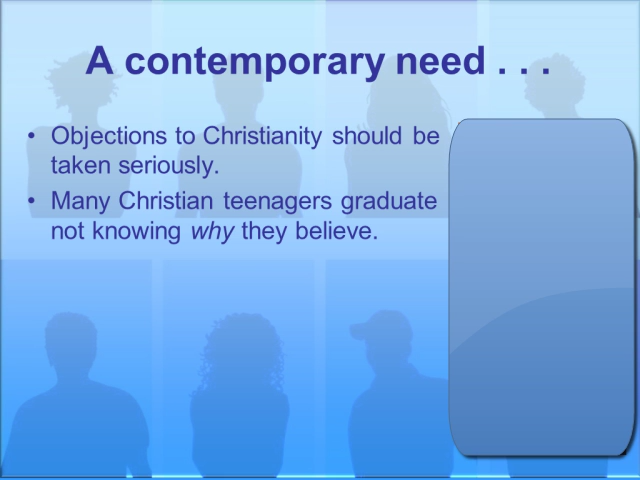 A contemporary need . . .
• Objections to Christianity should be
taken seriously.
• Many Christian teenagers graduate
not knowing why they believe.